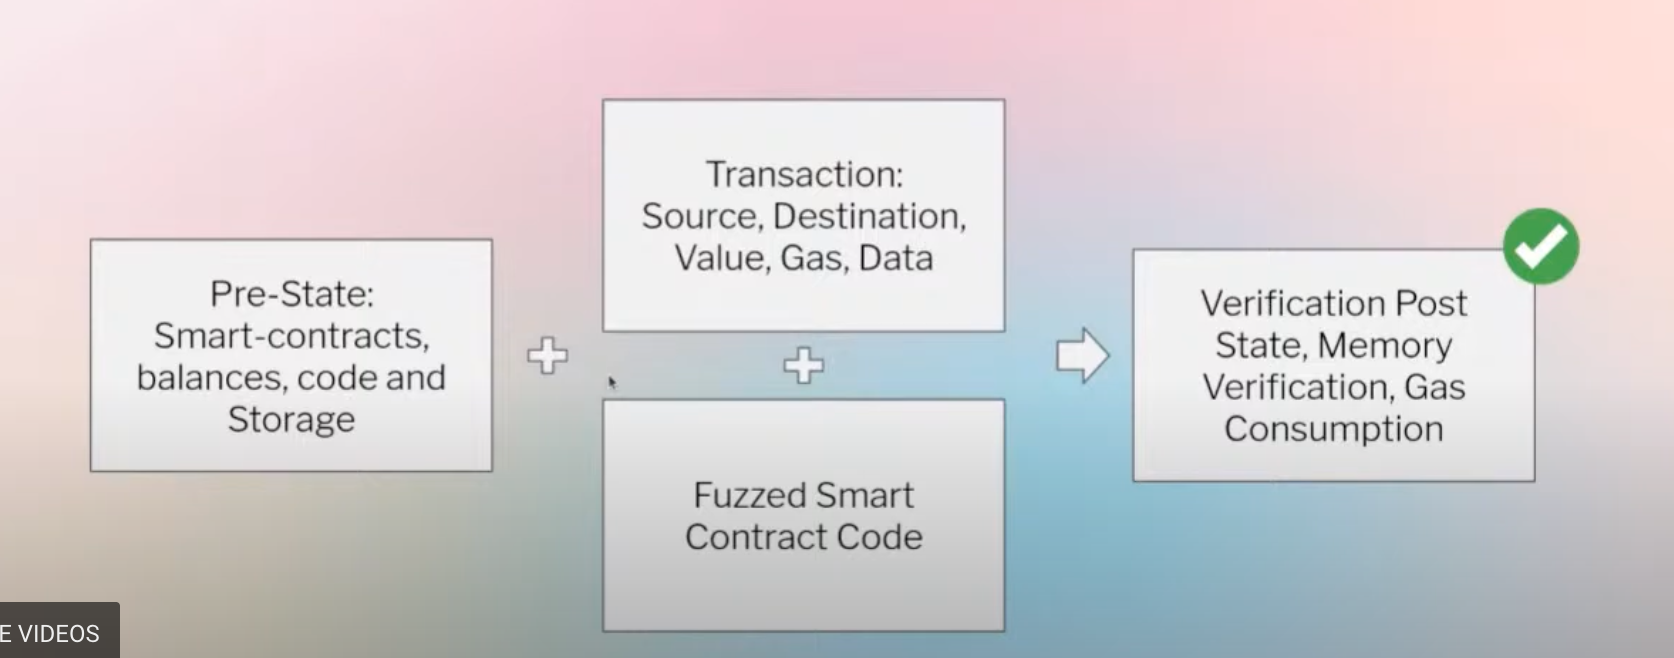 Transaction:
Source, Destination,
Value, Gas, Data
Pre-State:
Smart-contracts,
balances, code and
Storage
Verification Post
State, Memory
Verification, Gas
Consumption
Fuzzed Smart
Contract Code
E VIDEOS